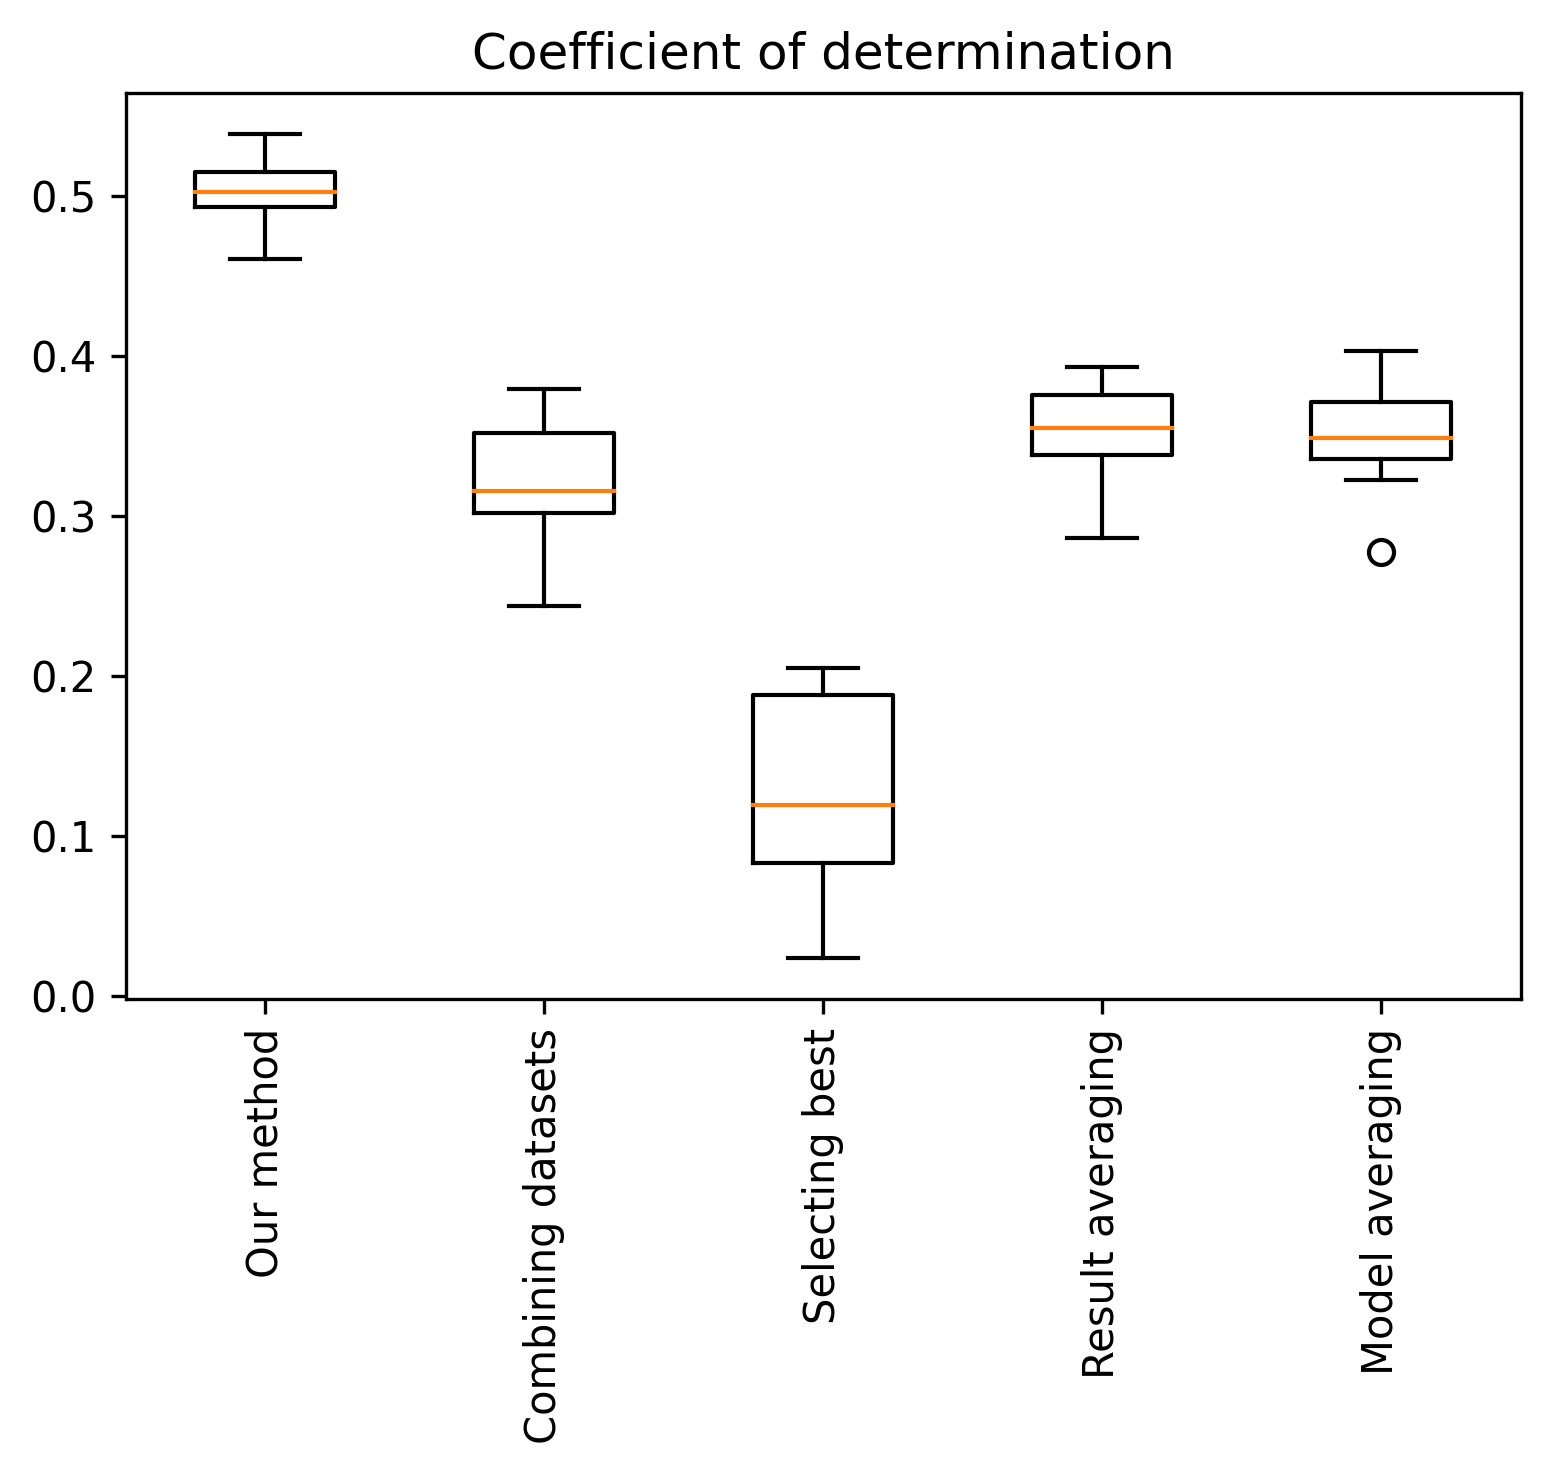 Coefficient of determination
0.5
0.4
0.3
0.2
0.1
0.0
Our method
Combining datasets
Selecting best
Result averaging
Model averaging